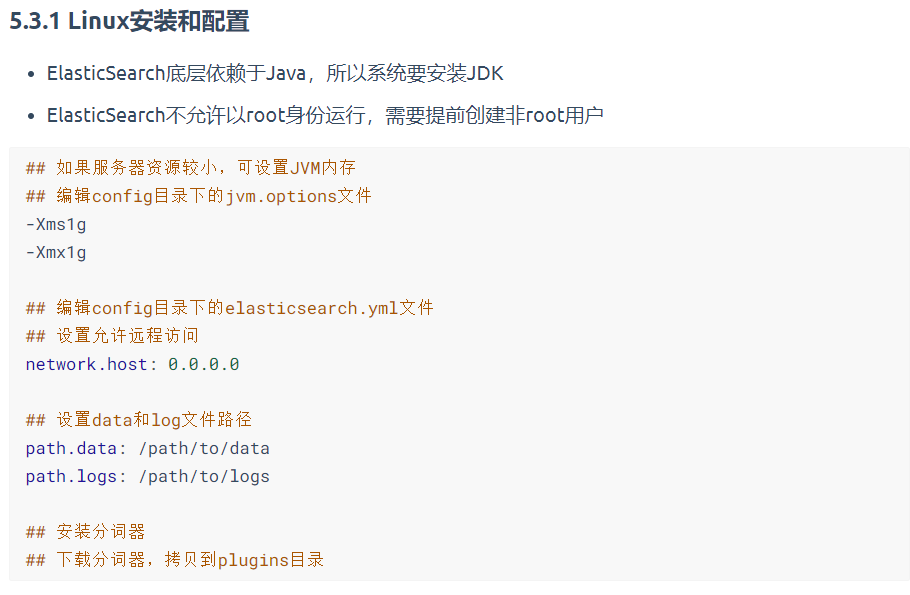 5.3.1 Linux安装和配置
• ElasticSearch底层依赖于Java，所以系统要安装JDK
• ElasticSearch不允许以root身份运行，需要提前创建非root用户
## 如果服务器资源较小，可设置JVM内存
## 编辑config目录下的jvm.options文件
-Xms1g
-Xmx1g
## 编辑config目录下的elasticsearch.yml文件
## 设置允许远程访问
network.host: 0.0.0.0
## 设置data和log文件路径
path.data: /path/to/data
path.logs: /path/to/logs
## 安装分词器
## 下载分词器，拷贝到plugins目录